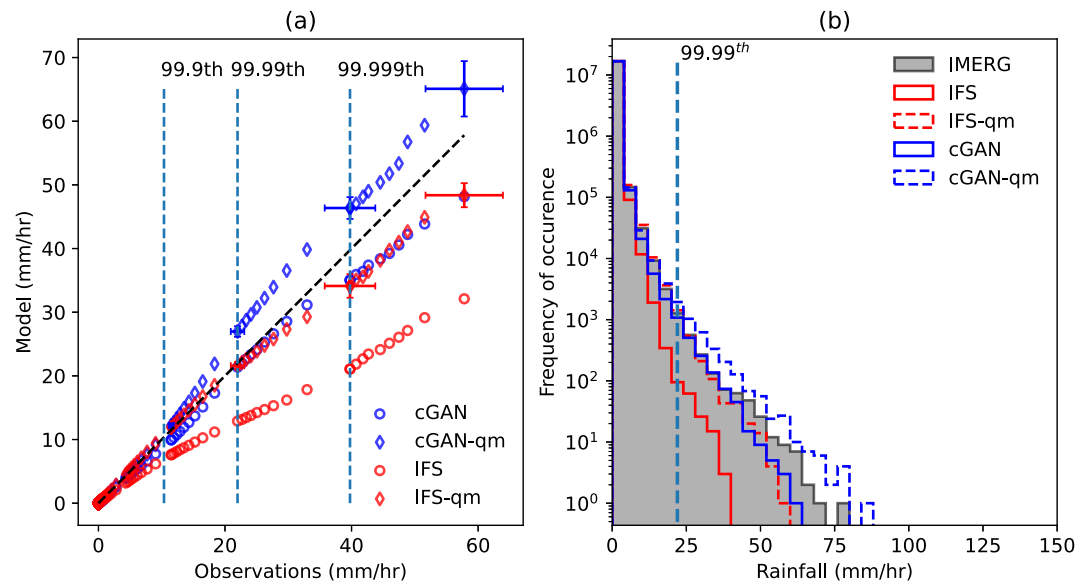 (a)
70
60
50
40
30
20
10
0
Model (mm/hr)
99.9th
99.99th
99.999th
cGAN
cGAN-qm
IFS
IFS-qm
0
20
40
60
Observations (mm/hr)
(b)
99.99th
IMERG
IFS
IFS-qm
cGAN
cGAN-qm
10⁷
10⁶
10⁵
10⁴
10³
10²
10¹
10⁰
Frequency of occurence
0
25
50
75
100
125
150
Rainfall (mm/hr)